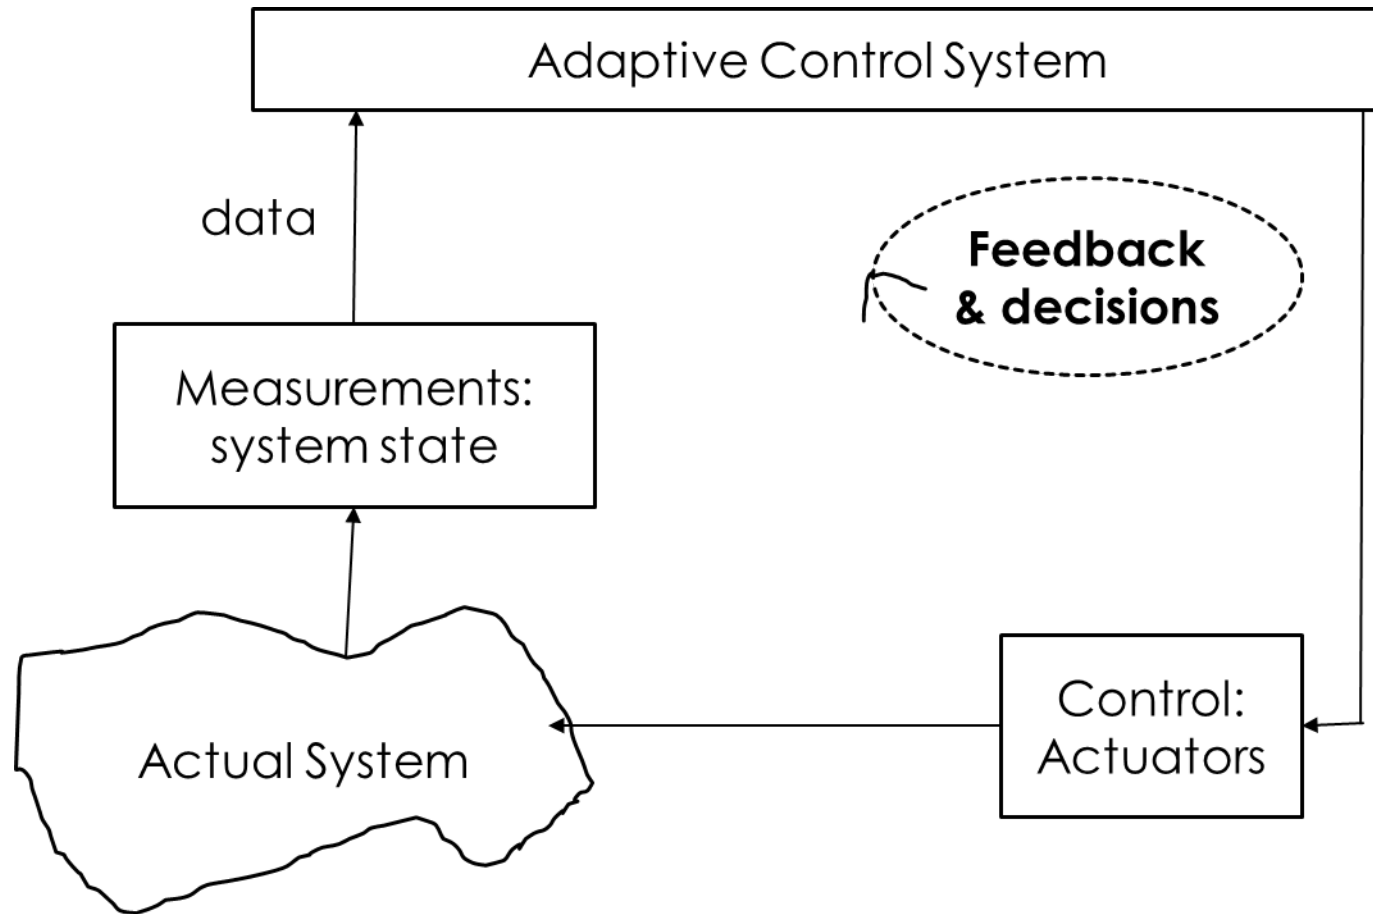 Adaptive Control System
data
Feedback
& decisions
Measurements:
system state
Control:
Actuators
Actual System